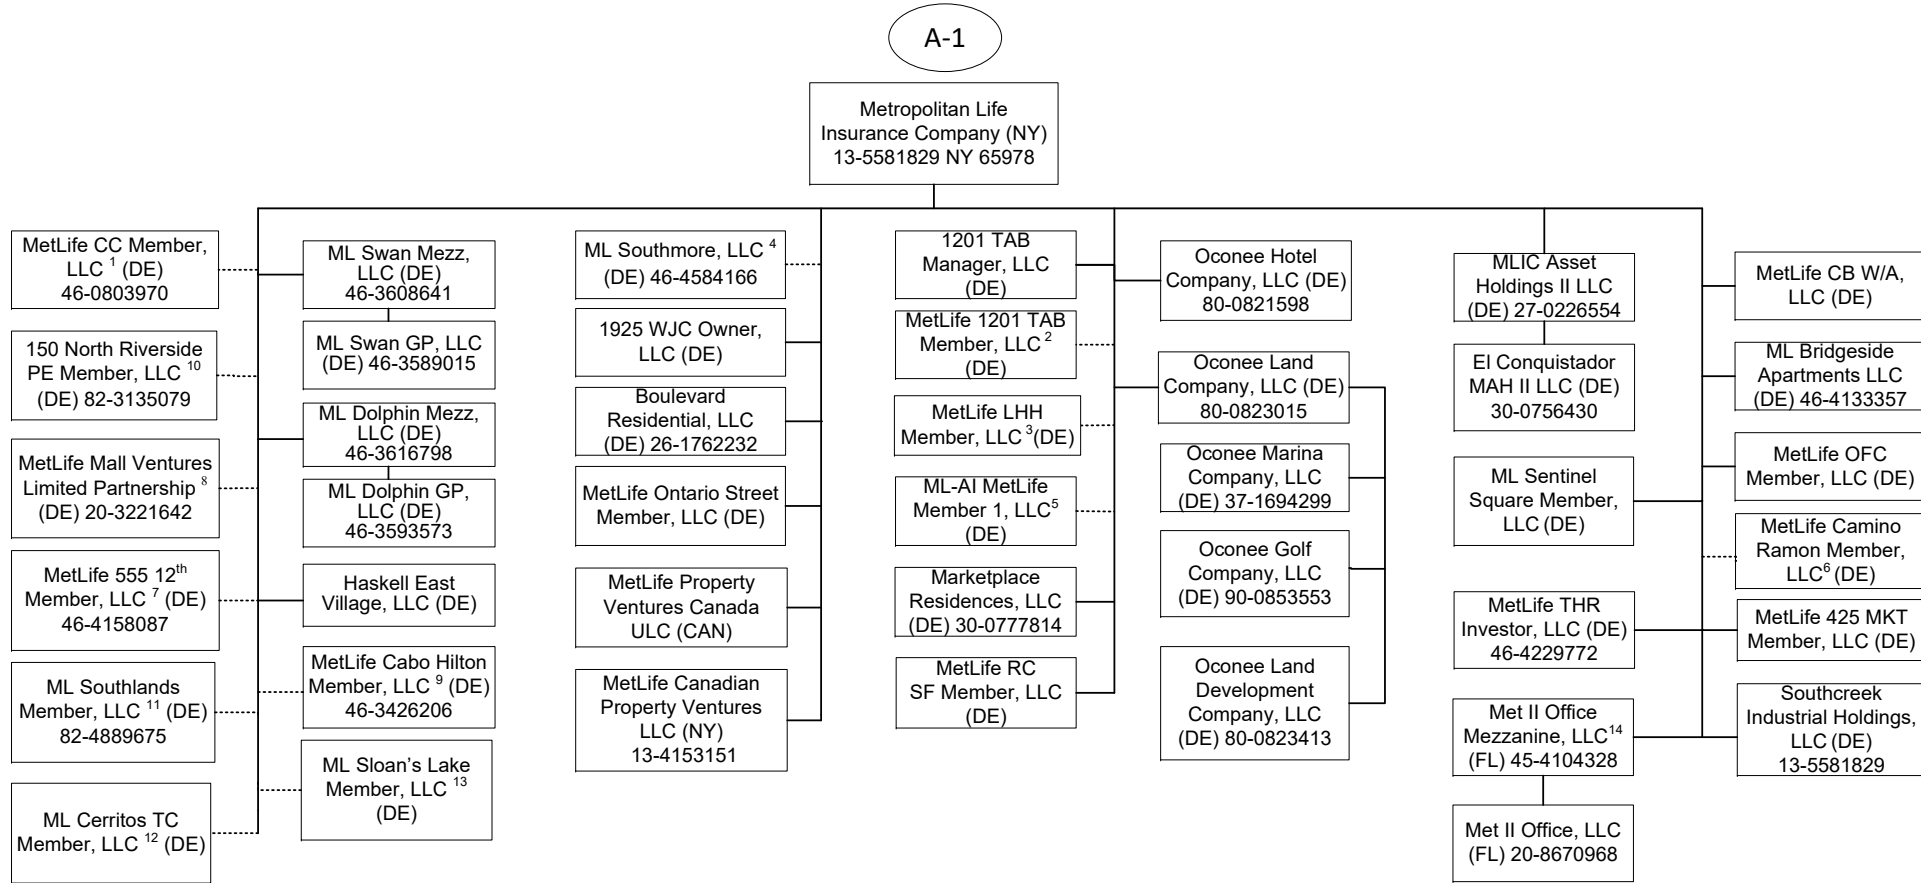 A-1
Metropolitan Life
Insurance Company (NY)
13-5581829 NY 65978
MetLife CC Member,
LLC 1 (DE)
46-0803970
150 North Riverside
PE Member, LLC 10
(DE) 82-3135079
MetLife Mall Ventures
Limited Partnership 8
(DE) 20-3221642
MetLife 555 12th
Member, LLC 7 (DE)
46-4158087
ML Southlands
Member, LLC 11 (DE)
82-4889675
ML Cerritos TC
Member, LLC 12 (DE)
ML Swan Mezz,
LLC (DE)
46-3608641
ML Swan GP, LLC
(DE) 46-3589015
ML Dolphin Mezz,
LLC (DE)
46-3616798
ML Dolphin GP,
LLC (DE)
46-3593573
Haskell East
Village, LLC (DE)
MetLife Cabo Hilton
Member, LLC 9 (DE)
46-3426206
ML Sloan's Lake
Member, LLC 13
(DE)
ML Southmore, LLC 4
(DE) 46-4584166
1925 WJC Owner,
LLC (DE)
Boulevard
Residential, LLC
(DE) 26-1762232
MetLife Ontario Street
Member, LLC (DE)
MetLife Property
Ventures Canada
ULC (CAN)
MetLife Canadian
Property Ventures
LLC (NY)
13-4153151
1201 TAB
Manager, LLC
(DE)
MetLife 1201 TAB
Member, LLC 2
(DE)
MetLife LHH
Member, LLC 3(DE)
ML-AI MetLife
Member 1, LLC5
(DE)
Marketplace
Residences, LLC
(DE) 30-0777814
MetLife RC
SF Member, LLC
(DE)
Oconee Hotel
Company, LLC (DE)
80-0821598
Oconee Land
Company, LLC (DE)
80-0823015
Oconee Marina
Company, LLC
(DE) 37-1694299
Oconee Golf
Company, LLC
(DE) 90-0853553
Oconee Land
Development
Company, LLC
(DE) 80-0823413
MLIC Asset
Holdings II LLC
(DE) 27-0226554
El Conquistador
MAH II LLC (DE)
30-0756430
ML Sentinel
Square Member,
LLC (DE)
MetLife THR
Investor, LLC (DE)
46-4229772
Met II Office
Mezzanine, LLC14
(FL) 45-4104328
Met II Office, LLC
(FL) 20-8670968
MetLife CB W/A,
LLC (DE)
ML Bridgeside
Apartments LLC
(DE) 46-4133357
MetLife OFC
Member, LLC (DE)
MetLife Camino
Ramon Member,
LLC6 (DE)
MetLife 425 MKT
Member, LLC (DE)
Southcreek
Industrial Holdings,
LLC (DE)
13-5581829